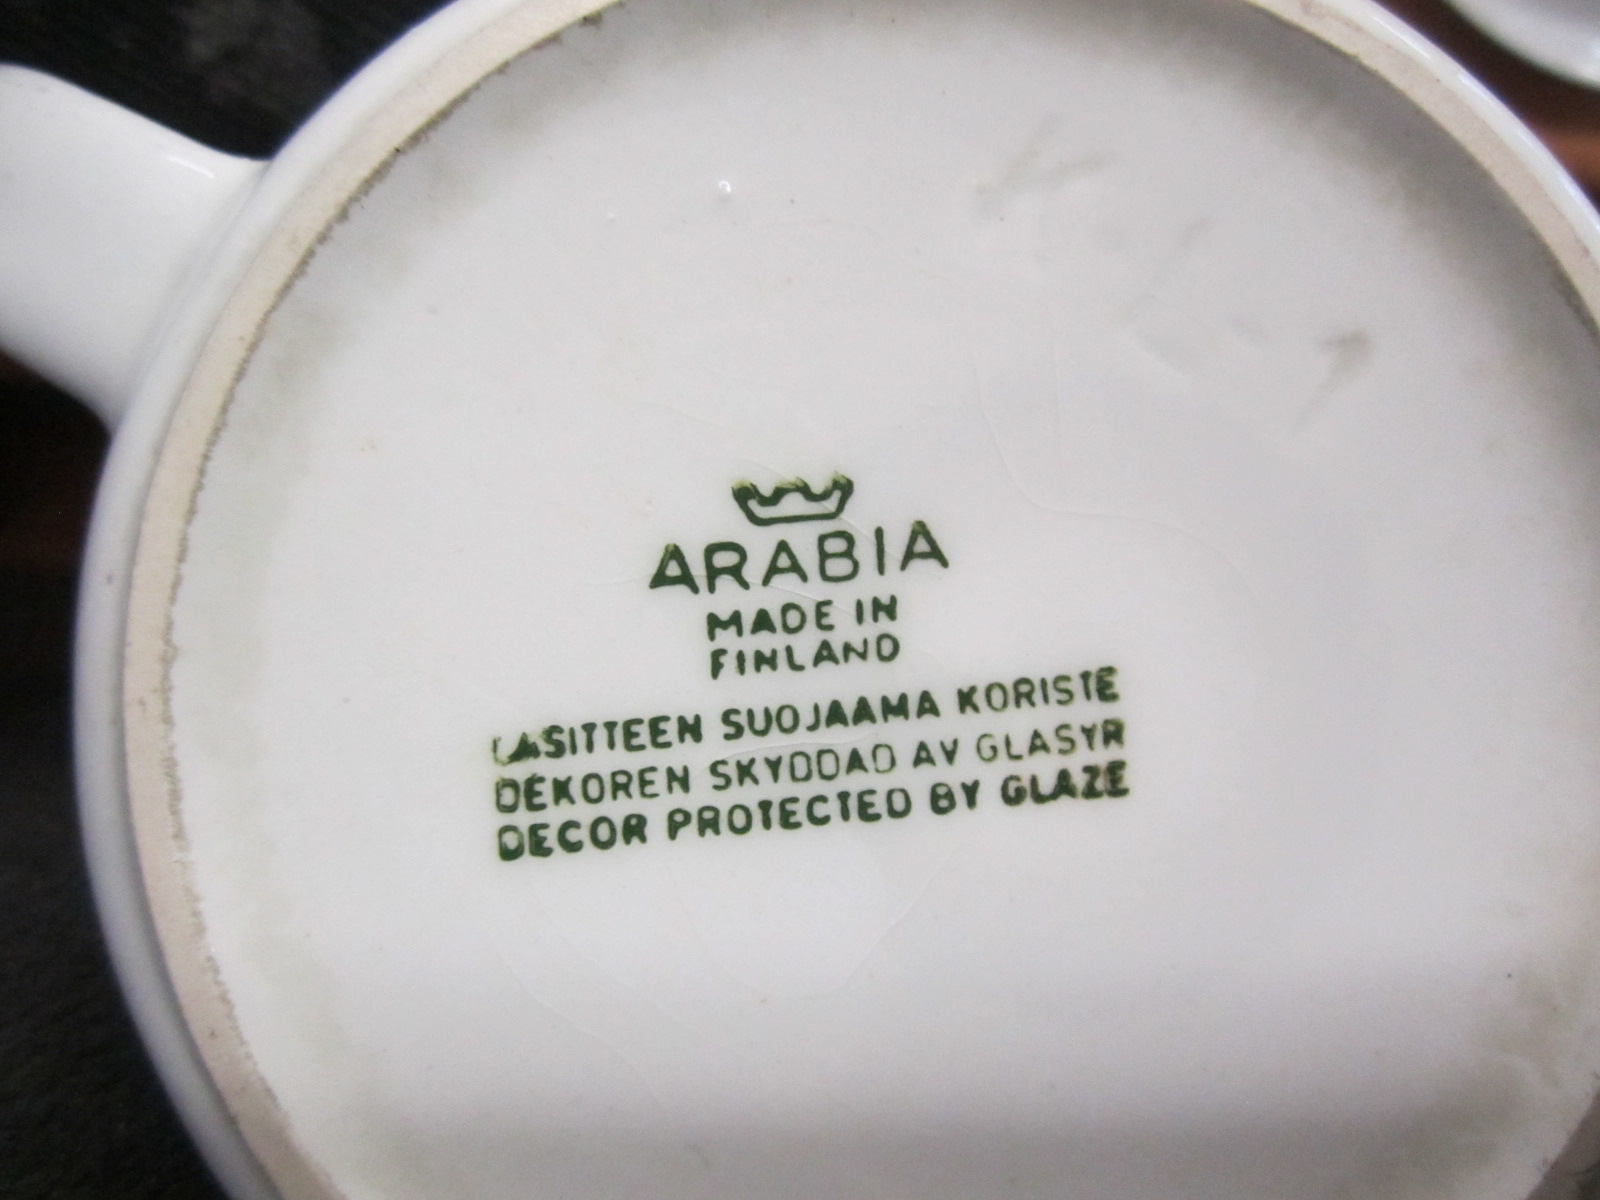 ARABIA
MADE IN
FINLAND
LASITTEEN SUOJAAMA KORISTE
DEKOREN SKYDDAD AV GLASYR
DECOR PROTECTED BY GLAZE